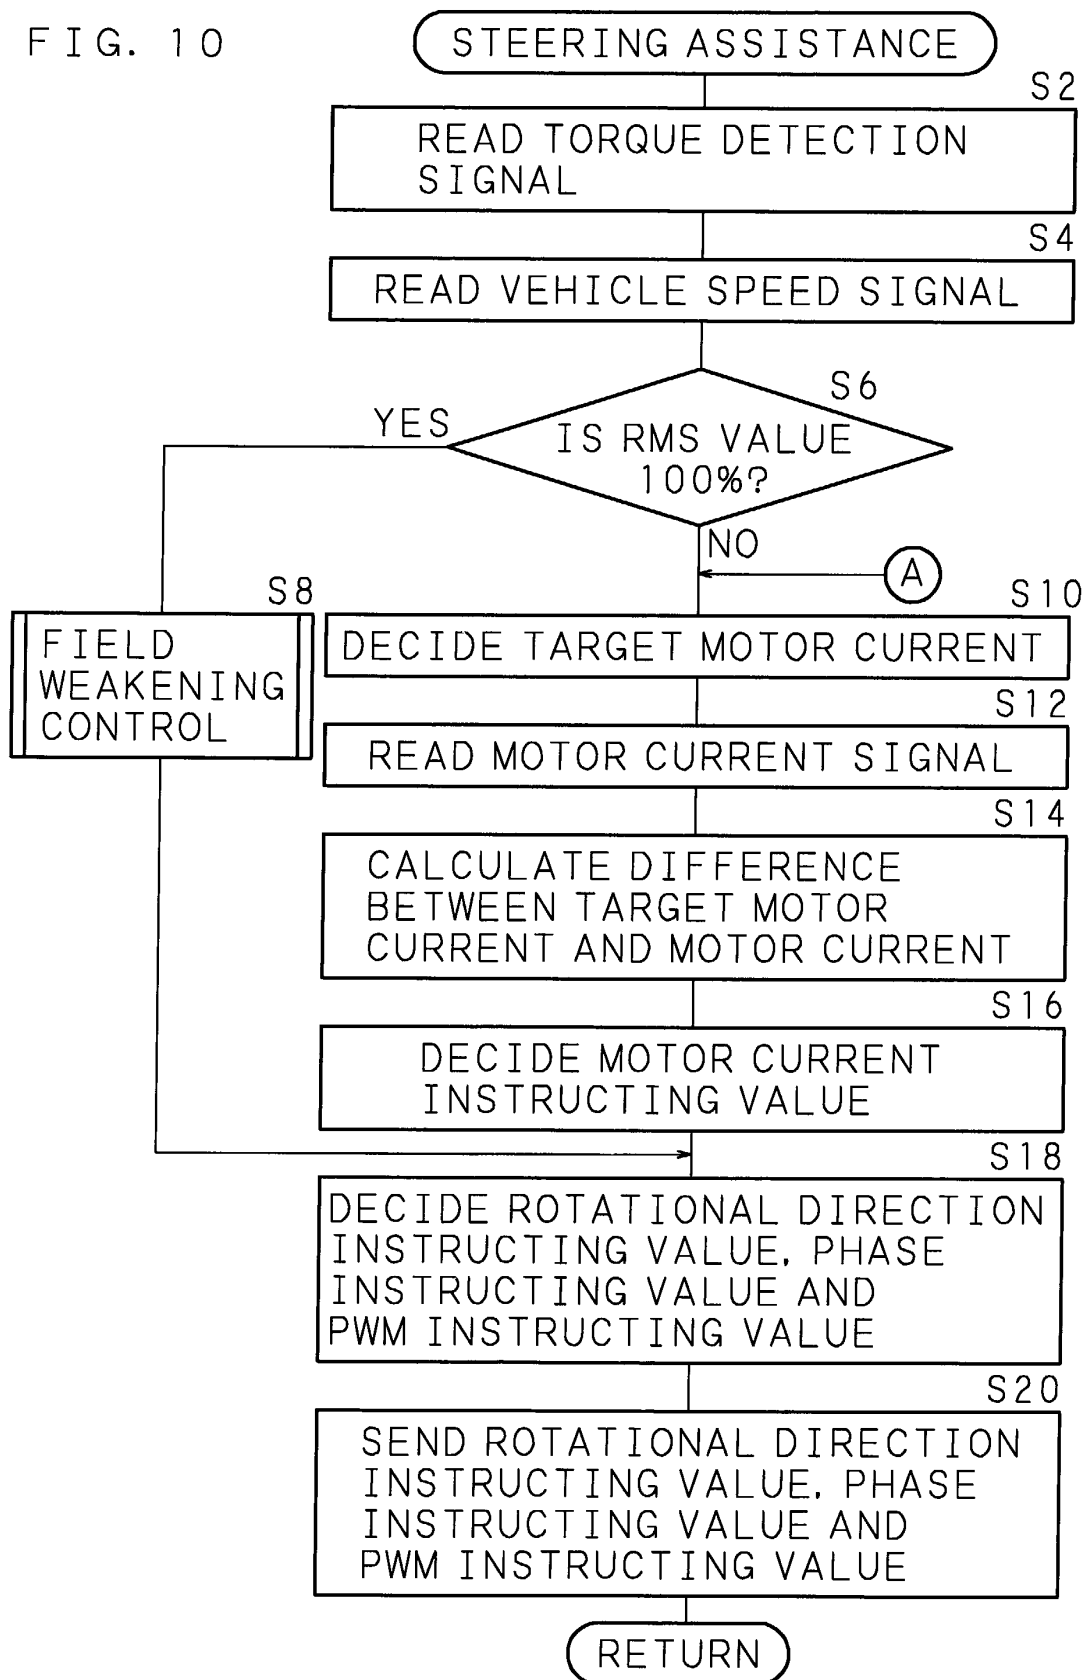 FIG. 10
STEERING ASSISTANCE
S2
READ TORQUE DETECTION
SIGNAL
S4
READ VEHICLE SPEED SIGNAL
S6
YES
IS RMS VALUE
100%?
NO
A
S8
FIELD
WEAKENING
CONTROL
S10
DECIDE TARGET MOTOR CURRENT
S12
READ MOTOR CURRENT SIGNAL
S14
CALCULATE DIFFERENCE
BETWEEN TARGET MOTOR
CURRENT AND MOTOR CURRENT
S16
DECIDE MOTOR CURRENT
INSTRUCTING VALUE
S18
DECIDE ROTATIONAL DIRECTION
INSTRUCTING VALUE, PHASE
INSTRUCTING VALUE AND
PWM INSTRUCTING VALUE
S20
SEND ROTATIONAL DIRECTION
INSTRUCTING VALUE, PHASE
INSTRUCTING VALUE AND
PWM INSTRUCTING VALUE
RETURN